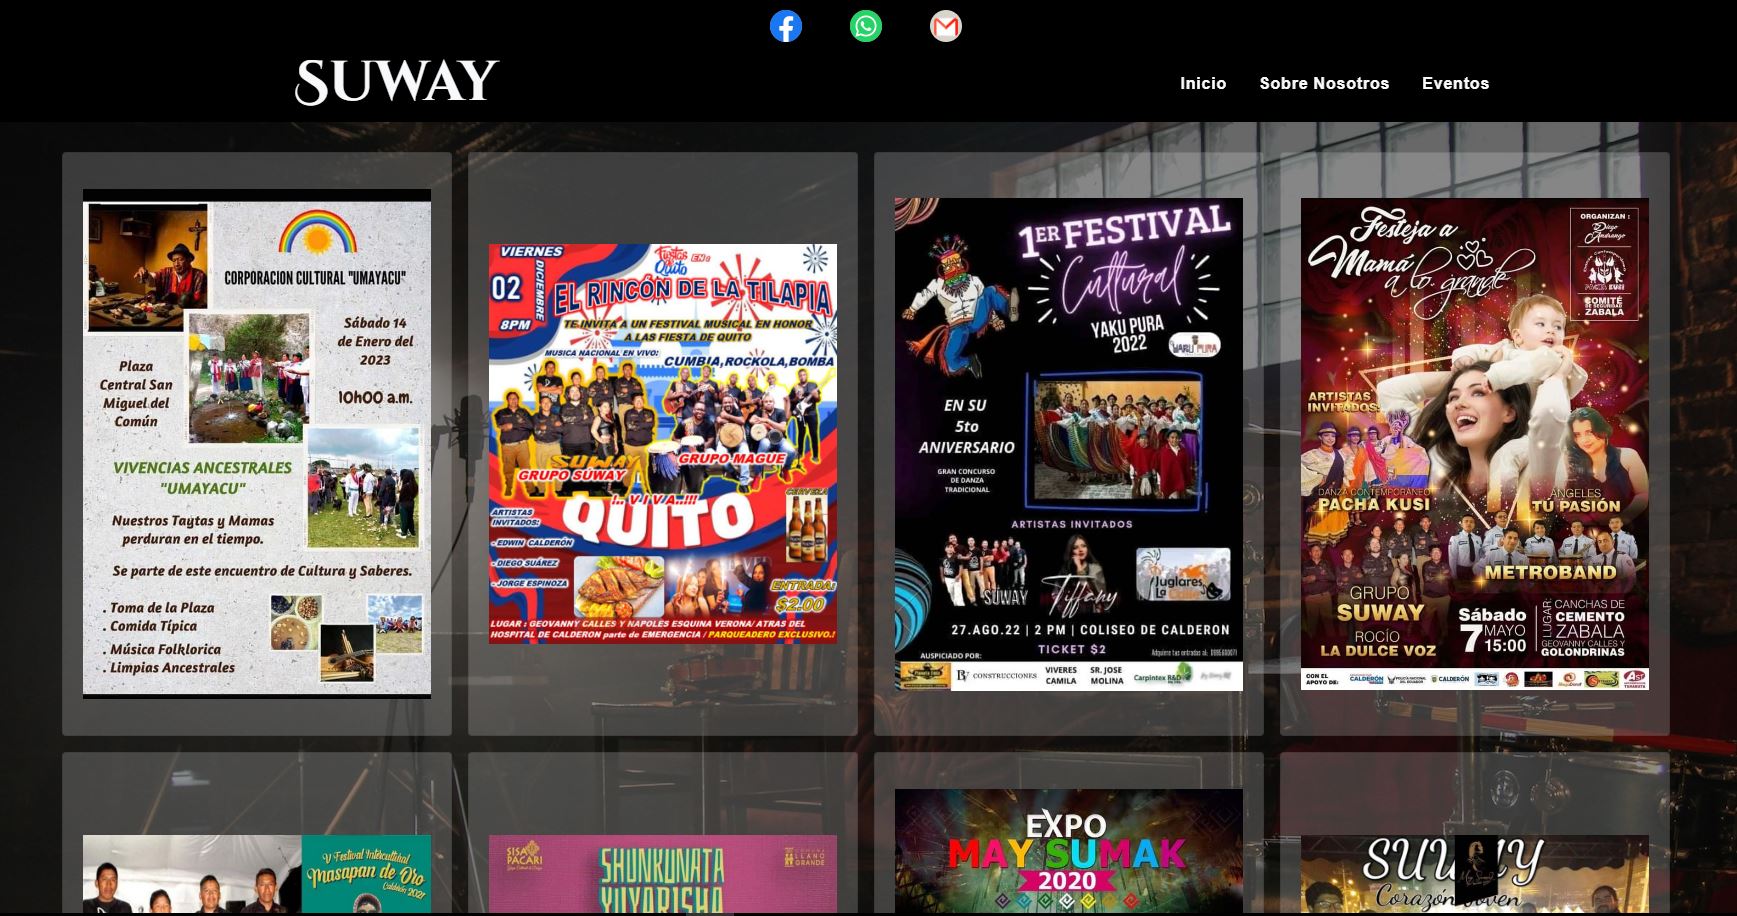 SUWAY
Inicio
Sobre Nosotros
Eventos
CORPORACION CULTURAL "UMAYACU"
Sábado 14
de Enero del
2023
10h00 a.m.
Plaza
Central San
Miguel del
Común
VIVENCIAS ANCESTRALES
"UMAYACU"
Nuestros Taytas y Mamas
perduran en el tiempo.
Se parte de este encuentro de Cultura y Saberes.
. Toma de la Plaza
. Comida Típica
. Música Folklorica
. Limpias Ancestrales
VIERNES
02
DICIEMBRE
8PM
Fiestas EN :
Quito
EL RINCÓN DE LA TILAPIA
TE INVITA A UN FESTIVAL MUSICAL EN HONOR
A LAS FIESTA DE QUITO
MUSICA NACIONAL EN VIVO:
CUMBIA,ROCKOLA,BOMBA
SUWAY
GRUPO SUWAY
GRUPO MAGUE
!.. V I V A..!!!
QUITO
CERVEZA
ARTISTAS
INVITADOS:
- EDWIN CALDERÓN
- DIEGO SUÁREZ
- JORGE ESPINOZA
ENTRADA:
$2.00
LUGAR : GEOVANNY CALLES Y NAPOLÉS ESQUINA VERONA/ ATRAS DEL
HOSPITAL DE CALDERON parte de EMERGENCIA / PARQUEADERO EXCLUSIVO.!
1ER FESTIVAL
Cultural
YAKU PURA
2022
EN SU
5to
ANIVERSARIO
GRAN CONCURSO
DE DANZA
TRADICIONAL
ARTISTAS INVITADOS
SUWAY
Tiffany
Juglares
27.AGO.22 | 2 PM | COLISEO DE CALDERON
TICKET $2
AUSPICIADO POR:
BV CONSTRUCCIONES
VIVERES
CAMILA
SR. JOSE
MOLINA
Carpintex R&D
Festeja a
Mamá
a lo grande
ORGANIZAN :
Diego
Andrango
PACHA KUSI
COMITÉ
DE SEGURIDAD
ZABALA
ARTISTAS
INVITADOS:
DANZA CONTEMPORÁNEO
PACHA KUSI
ANGELES
TÚ PASIÓN
METROBAND
GRUPO
SUWAY
ROCÍO
LA DULCE VOZ
Sábado
7 MAYO
15:00
LUGAR:
CANCHAS DE
CEMENTO
ZABALA
GEOVANNY CALLES Y
GOLONDRINAS
CON EL
APOYO DE:
CALDERÓN
CALDERÓN
V Festival Intercultural
Masapan de Oro
Calderón 2021
SISA
PACARI
COMUNA
LLANO
GRANDE
SHUNKUNATA
YUYARISHA
EXPO
MAY SUMAK
2020
SUWAY
Corazón Joven